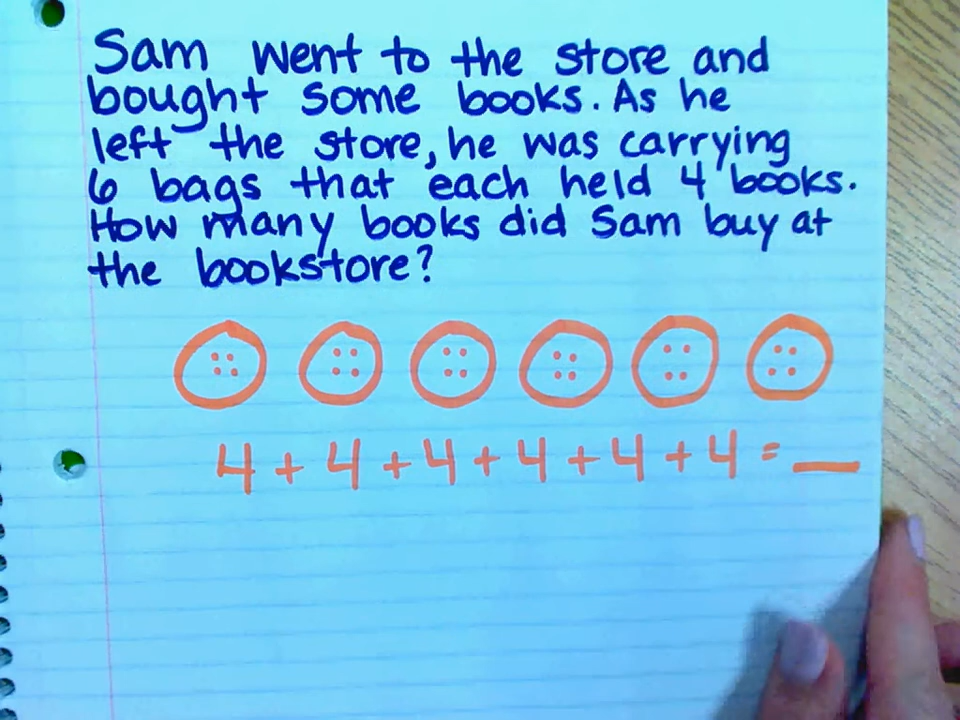 Sam went to the store and
bought some books. As he
left the store, he was carrying
6 bags that each held 4 books.
How many books did Sam buy at
the bookstore?
4 + 4 + 4 + 4 + 4 + 4 = __